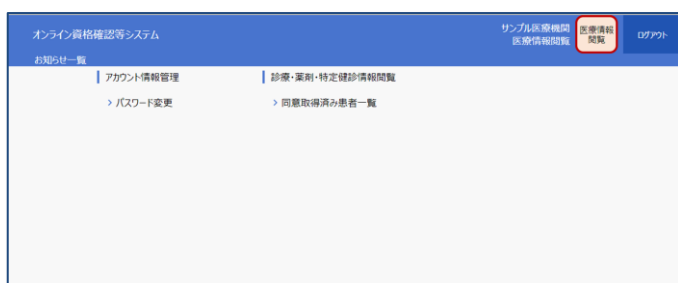 オンライン資格確認等システム
サンプル医療機関
医療情報閲覧
医療情報
閲覧
ログアウト
お知らせ一覧
アカウント情報管理
診療・薬剤・特定健診情報閲覧
> パスワード変更
> 同意取得済み患者一覧